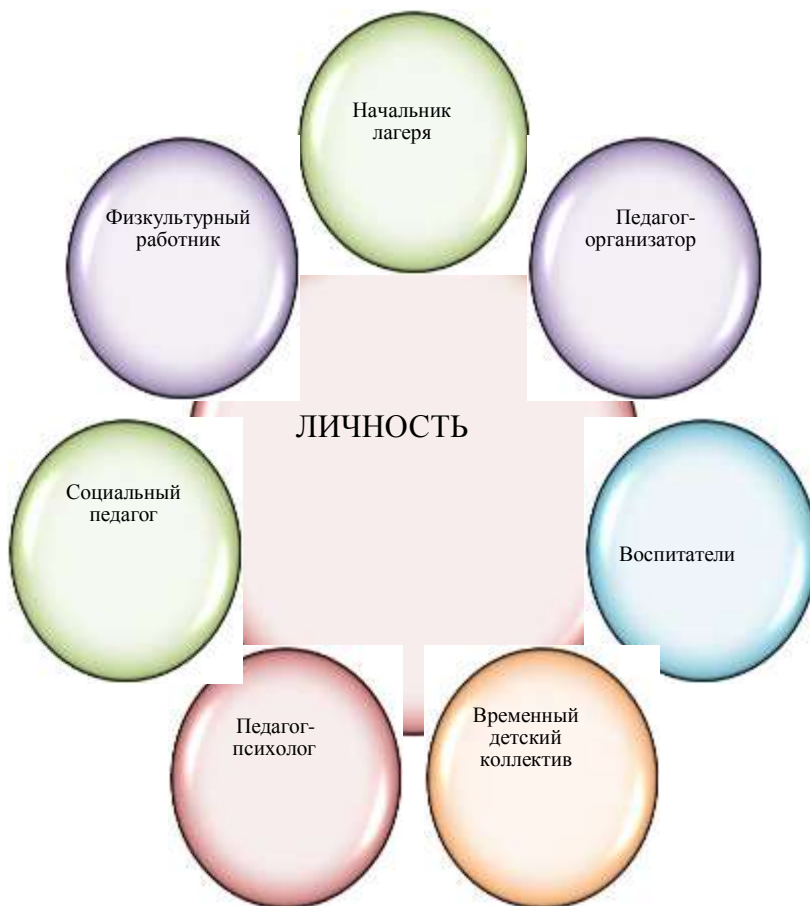 Начальник
лагеря
Физкультурный
работник
Педагог-
организатор
ЛИЧНОСТЬ
Социальный
педагог
Воспитатели
Педагог-
психолог
Временный
детский
коллектив